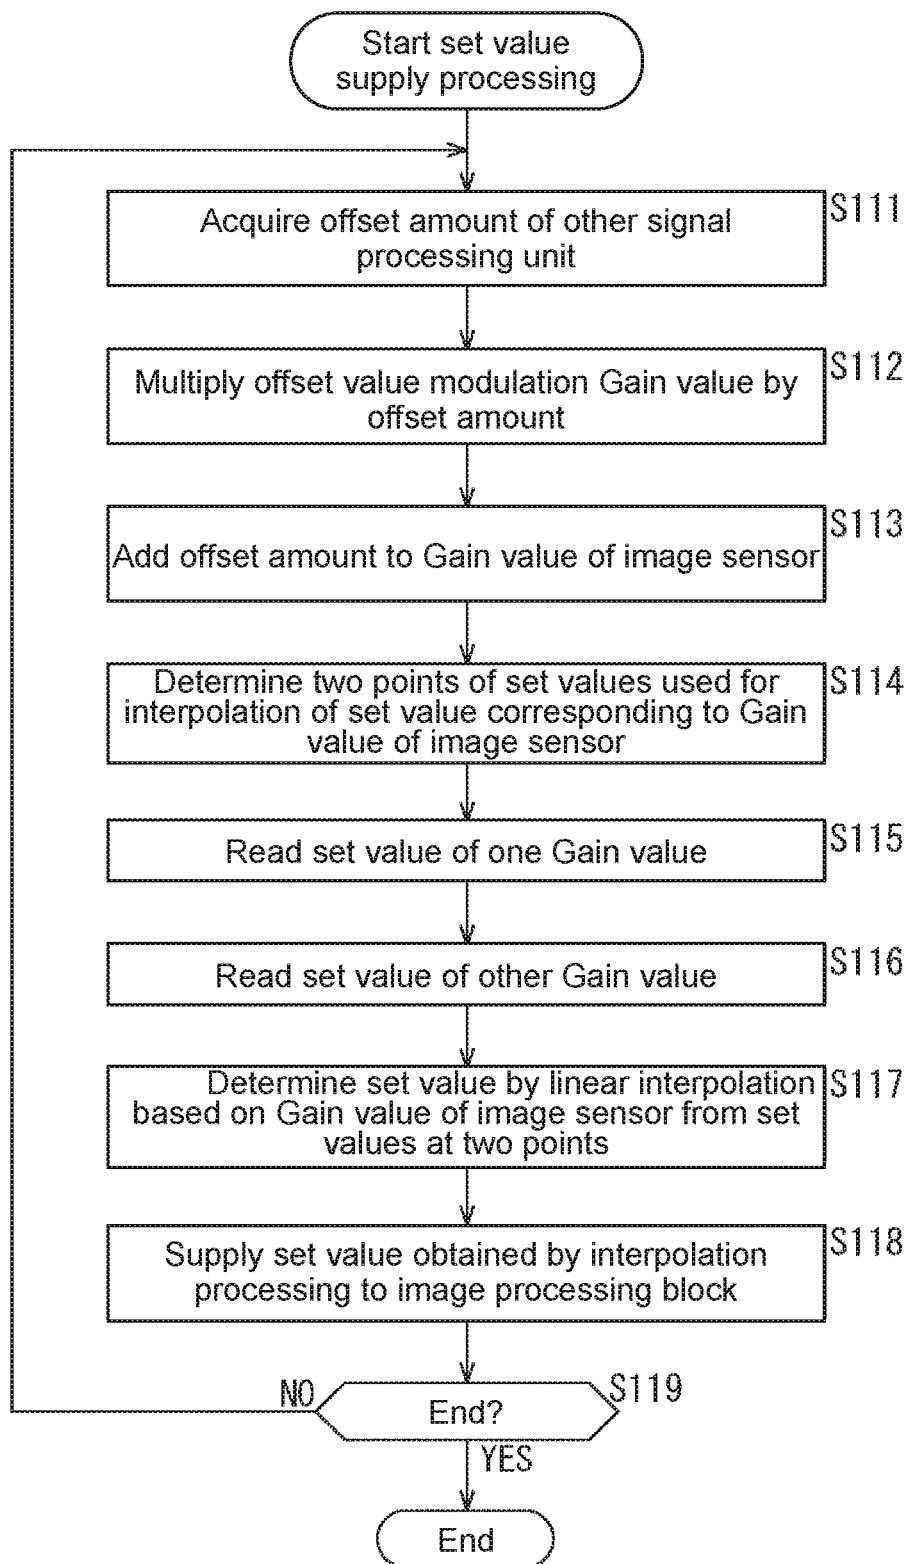 Start set value
supply processing
S111
Acquire offset amount of other signal
processing unit
S112
Multiply offset value modulation Gain value by
offset amount
S113
Add offset amount to Gain value of image sensor
S114
Determine two points of set values used for
interpolation of set value corresponding to Gain
value of image sensor
S115
Read set value of one Gain value
S116
Read set value of other Gain value
S117
Determine set value by linear interpolation
based on Gain value of image sensor from set
values at two points
S118
Supply set value obtained by interpolation
processing to image processing block
NO
S119
End?
YES
End